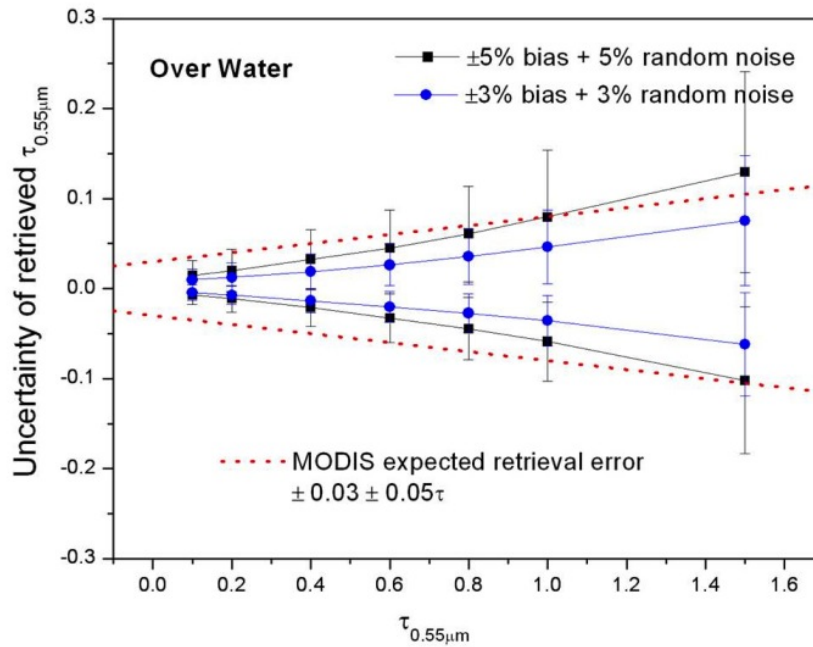 Over Water
±5% bias + 5% random noise
±3% bias + 3% random noise
MODIS expected retrieval error
± 0.03 ± 0.05τ
Uncertainty of retrieved τ0.55μm
0.3
0.2
0.1
0.0
-0.1
-0.2
-0.3
0.0 0.2 0.4 0.6 0.8 1.0 1.2 1.4 1.6
τ0.55μm